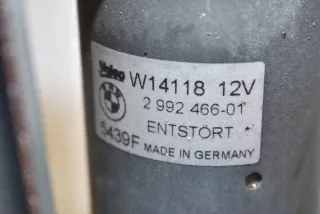 Valeo W14118 12V
2 992 466-01
ENTSTÖRT *
5439F MADE IN GERMANY